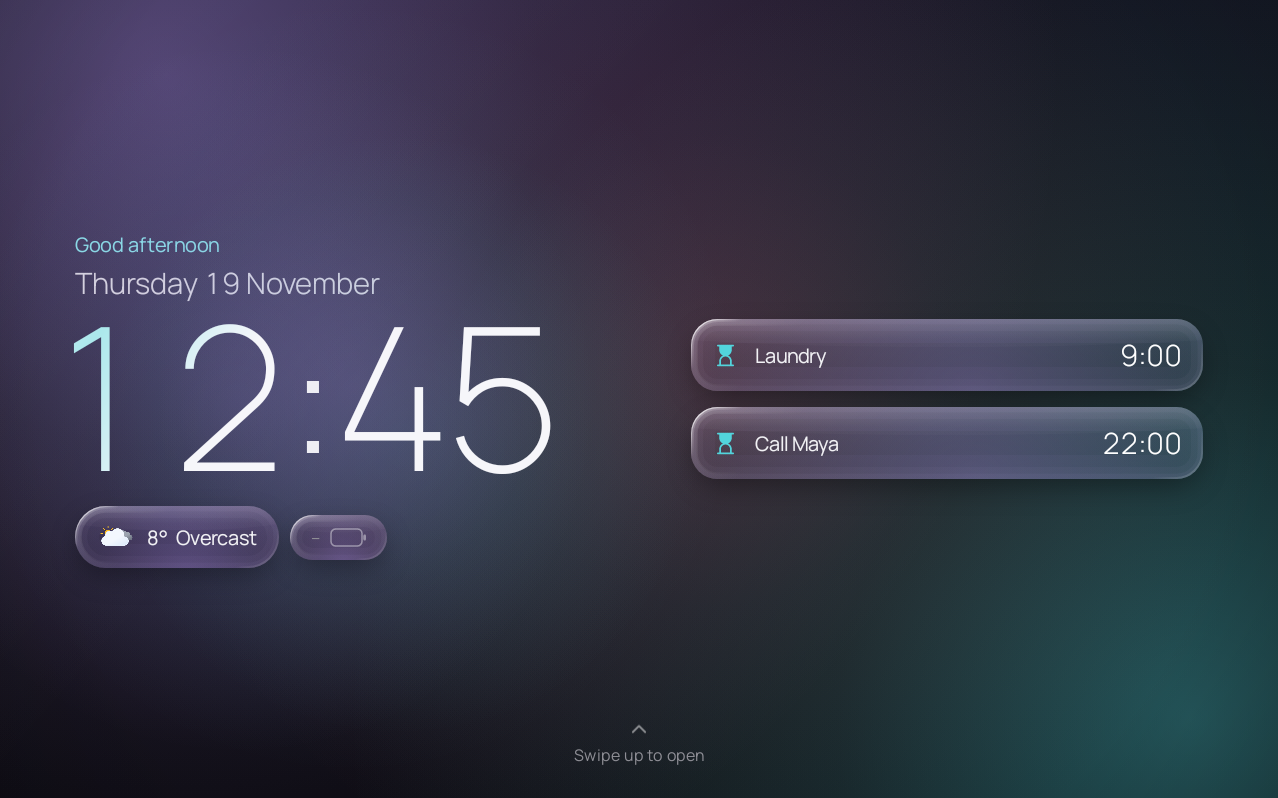 Good afternoon
Thursday 19 November
12:45
8° Overcast
–
Laundry 9:00
Call Maya 22:00
Swipe up to open